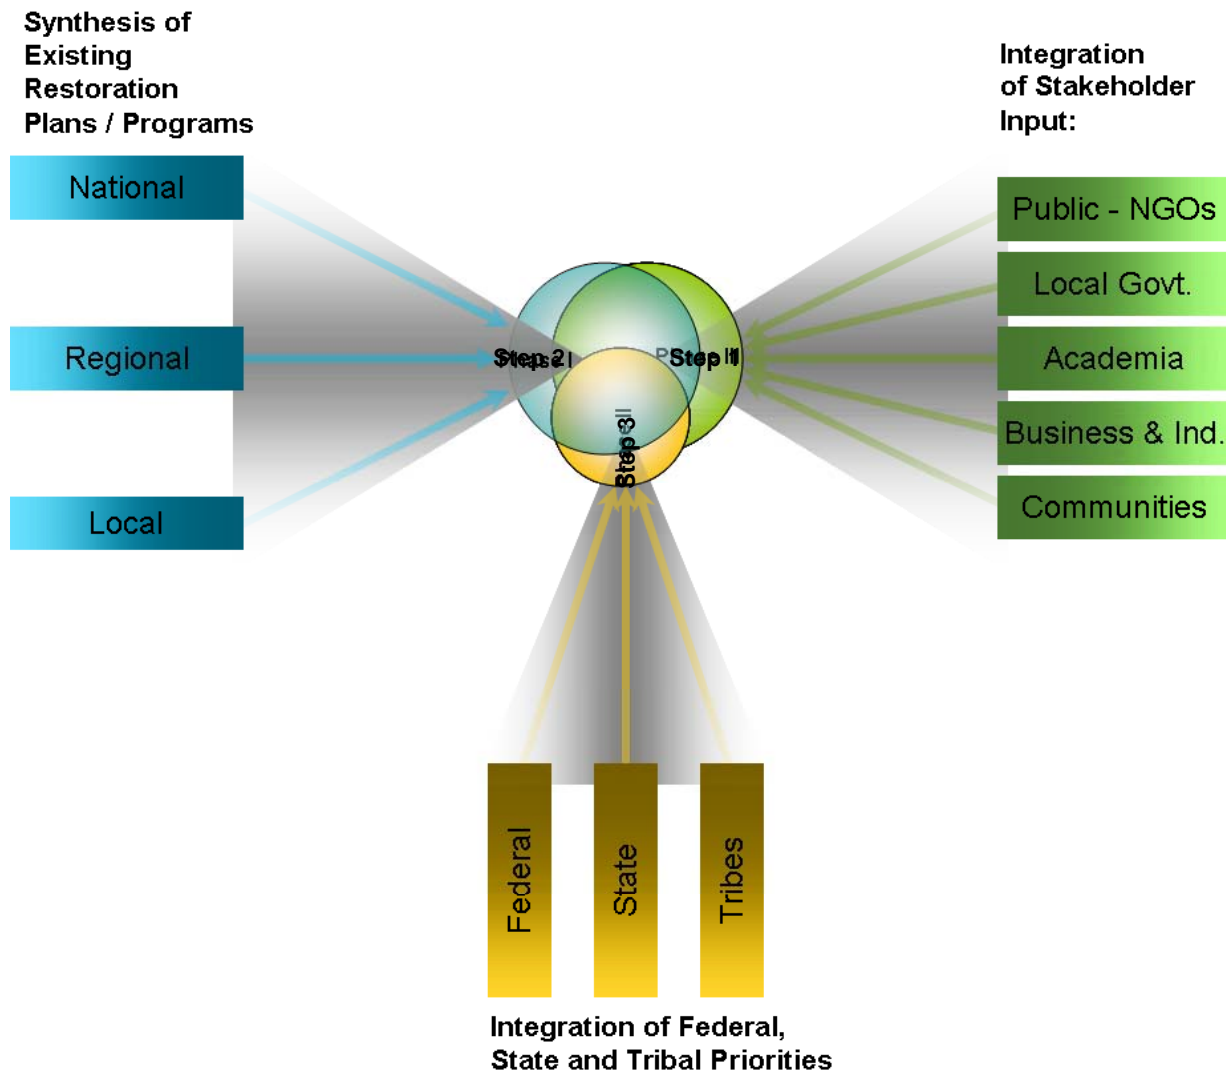 Synthesis of
Existing
Restoration
Plans / Programs
National
Regional
Local
Integration
of Stakeholder
Input:
Public - NGOs
Local Govt.
Academia
Business & Ind.
Communities
Step 2
Phase I
Step 1
Step 3
Federal
State
Tribes
Integration of Federal,
State and Tribal Priorities